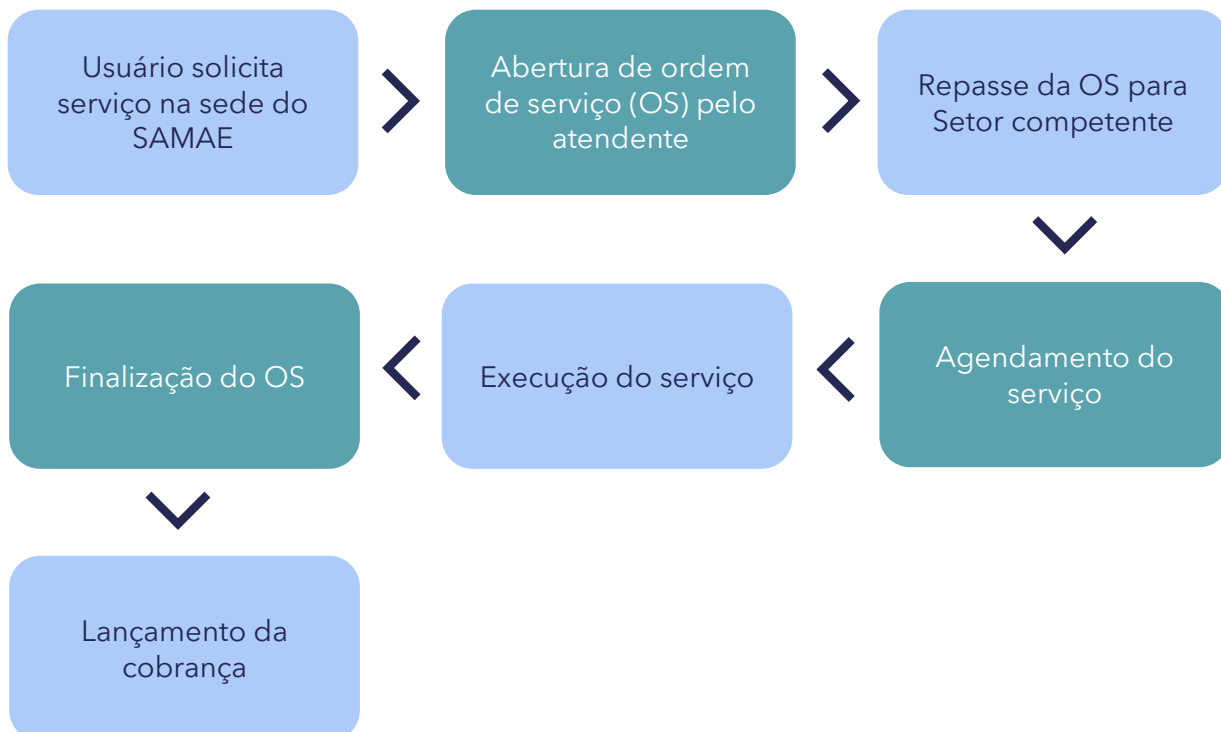 Usuário solicita
serviço na sede do
SAMAE
Abertura de ordem
de serviço (OS) pelo
atendente
Repasse da OS para
Setor competente
Agendamento do
serviço
Execução do serviço
Finalização do OS
Lançamento da
cobrança